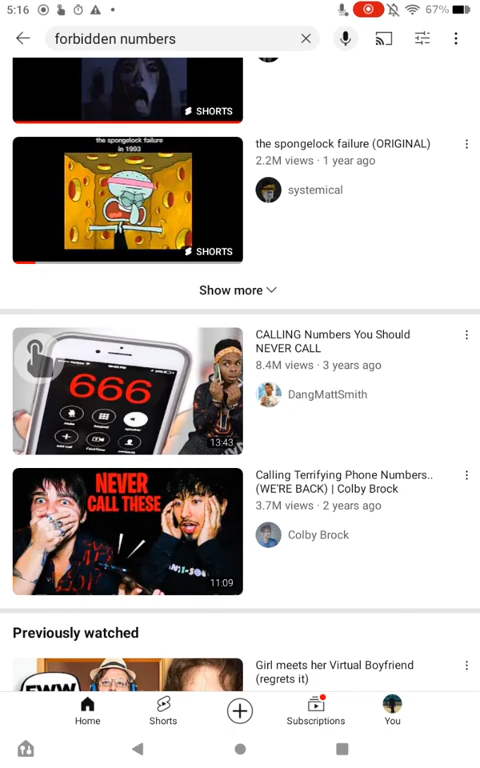 5:16
67%
forbidden numbers
SHORTS
the spongelock failure
in 1993
SHORTS
the spongelock failure (ORIGINAL)
2.2M views · 1 year ago
systemical
Show more
666
13:43
CALLING Numbers You Should
NEVER CALL
8.4M views · 3 years ago
DangMattSmith
NEVER
CALL THESE
11:09
Calling Terrifying Phone Numbers..
(WE'RE BACK) | Colby Brock
3.7M views · 2 years ago
Colby Brock
Previously watched
EWW
Girl meets her Virtual Boyfriend
(regrets it)
Home
Shorts
Subscriptions
You